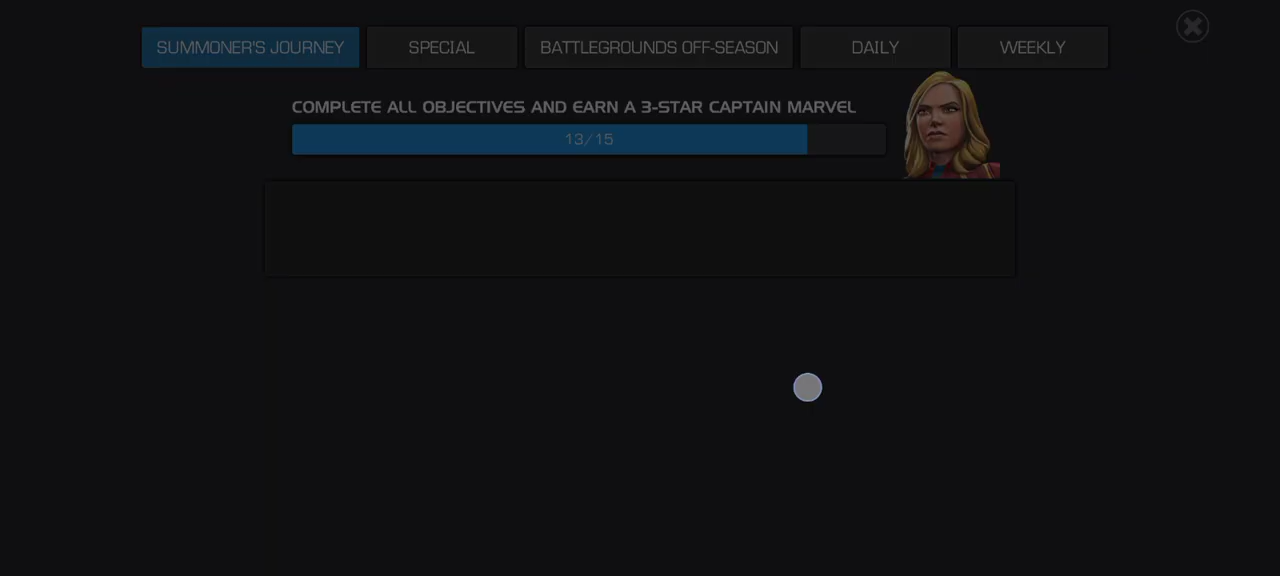 SUMMONER'S JOURNEY SPECIAL BATTLEGROUNDS OFF-SEASON DAILY WEEKLY
COMPLETE ALL OBJECTIVES AND EARN A 3-STAR CAPTAIN MARVEL
13/15